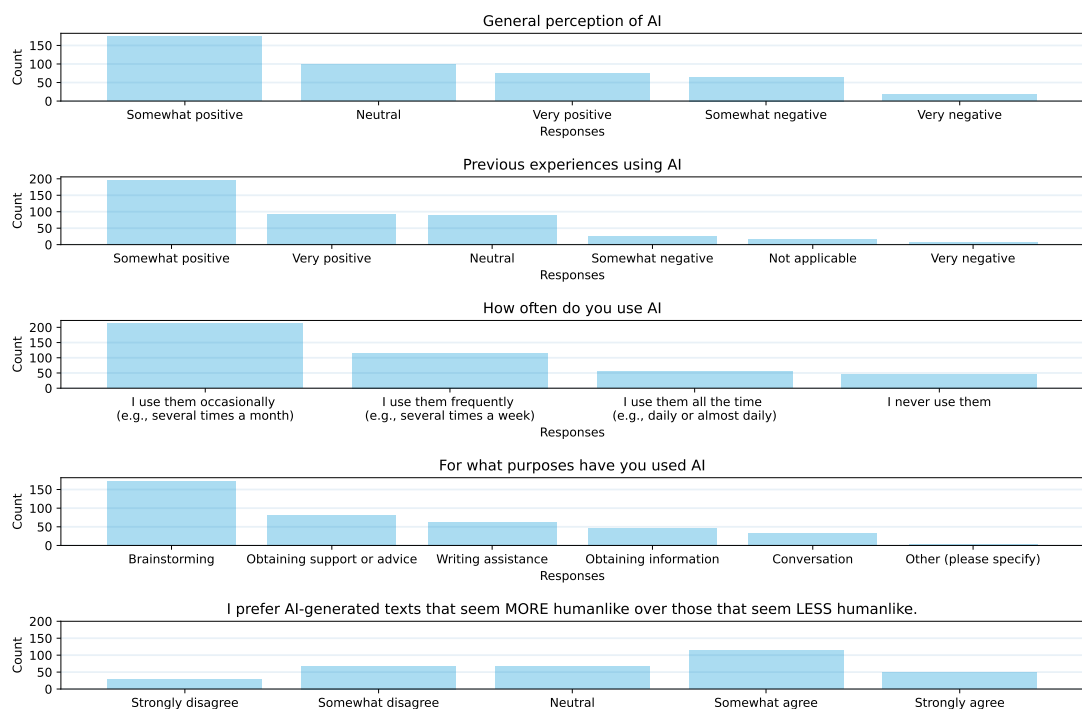 General perception of AI
Count
150
100
50
0
Somewhat positive Neutral Very positive Somewhat negative Very negative
Responses
Previous experiences using AI
Count
200
150
100
50
0
Somewhat positive Very positive Neutral Somewhat negative Not applicable Very negative
Responses
How often do you use AI
Count
200
150
100
50
0
I use them occasionally I use them frequently I use them all the time I never use them
(e.g., several times a month) (e.g., several times a week) (e.g., daily or almost daily)
Responses
For what purposes have you used AI
Count
150
100
50
0
Brainstorming Obtaining support or advice Writing assistance Obtaining information Conversation Other (please specify)
Responses
I prefer AI-generated texts that seem MORE humanlike over those that seem LESS humanlike.
Count
200
150
100
50
0
Strongly disagree Somewhat disagree Neutral Somewhat agree Strongly agree